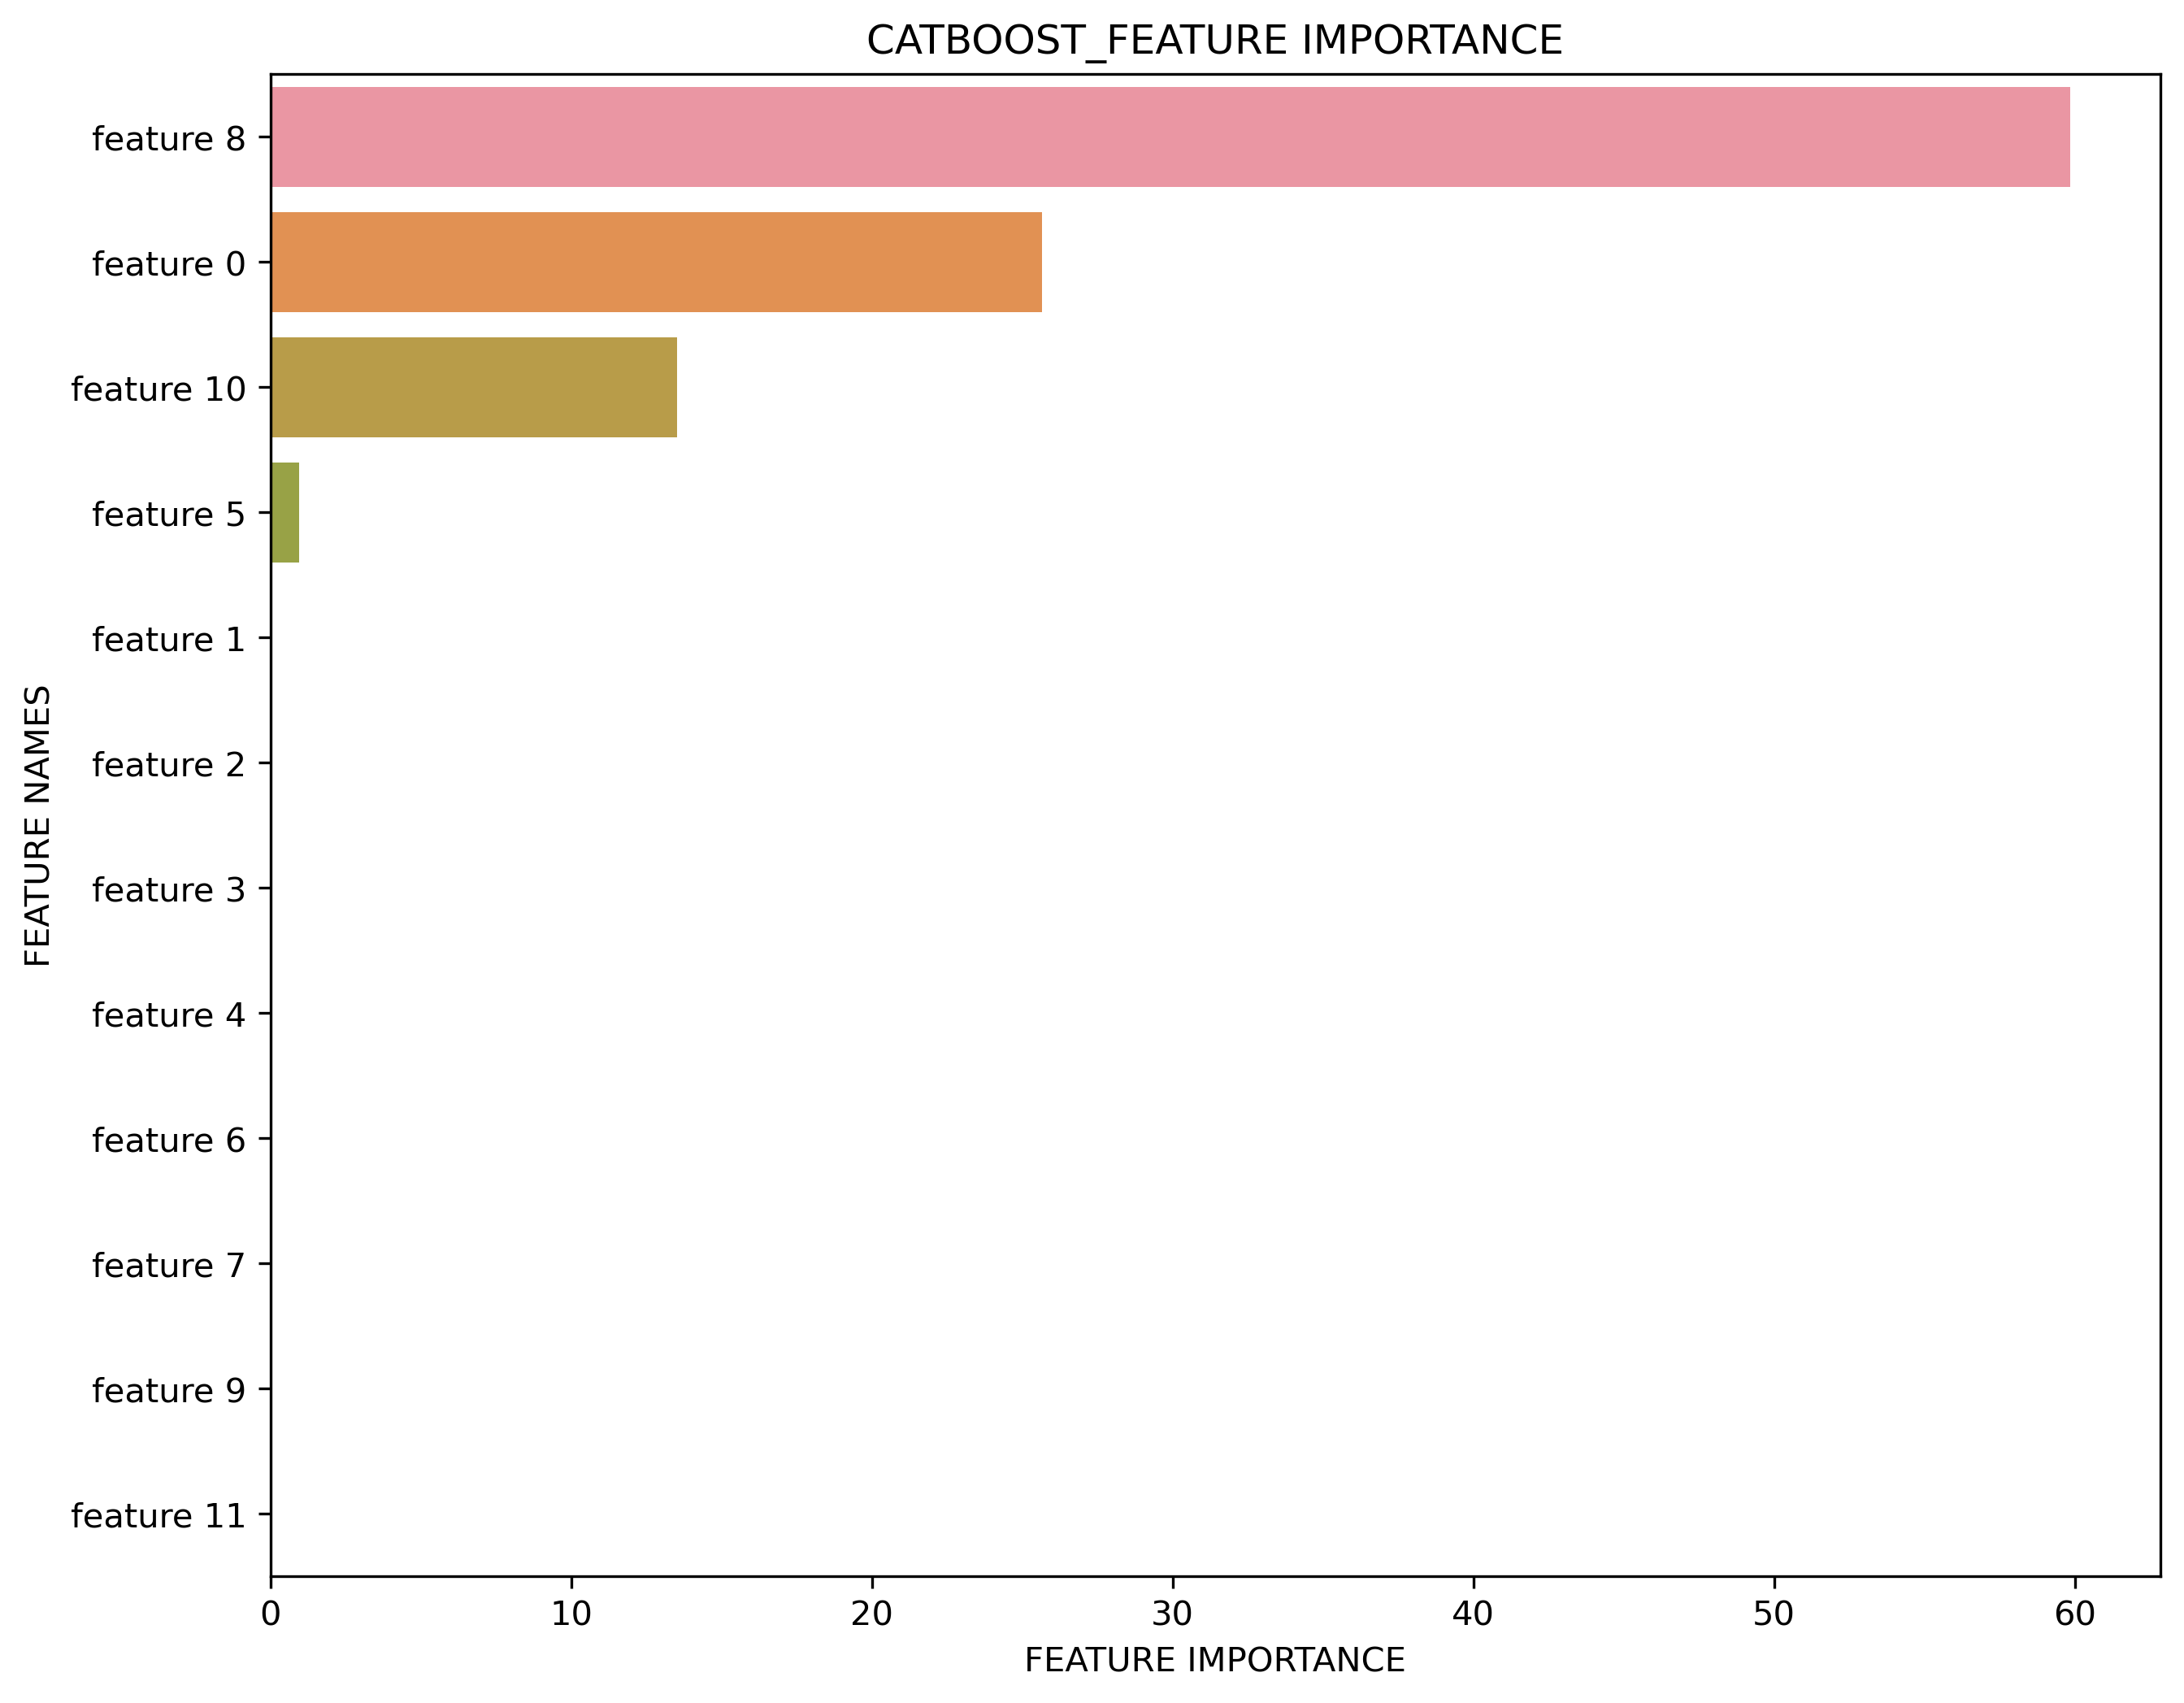 CATBOOST_FEATURE IMPORTANCE
feature 8
feature 0
feature 10
feature 5
feature 1
feature 2
feature 3
feature 4
feature 6
feature 7
feature 9
feature 11
FEATURE NAMES
0 10 20 30 40 50 60
FEATURE IMPORTANCE